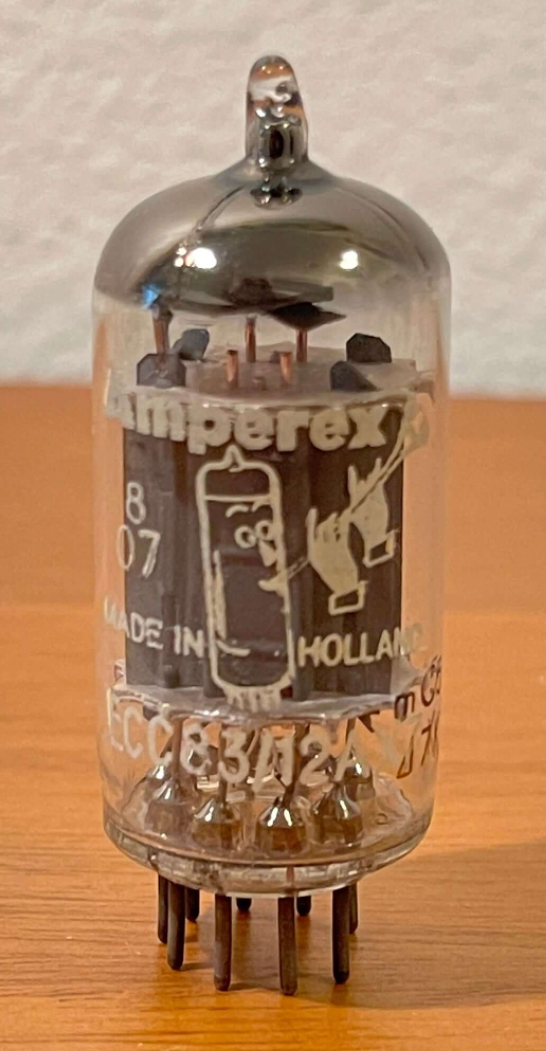 Amperex
8
07
MADE IN HOLLAND
ECC83/12AX7